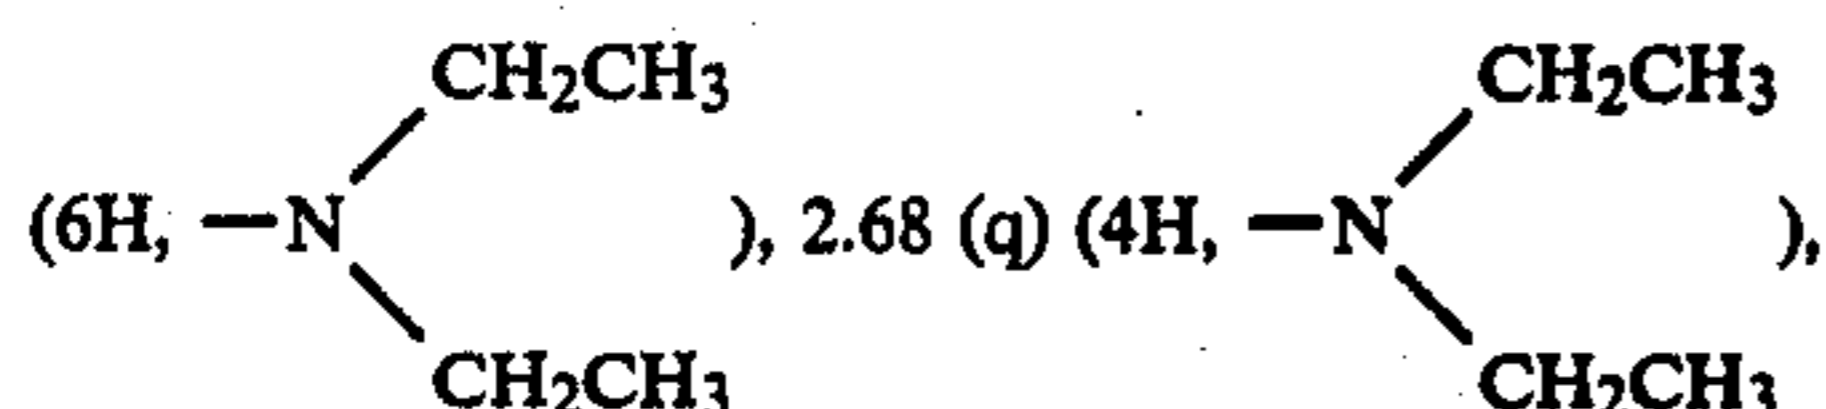 CH₂CH₃ CH₂CH₃
(6H, —N ), 2.68 (q) (4H, —N ),
CH₂CH₃ CH₂CH₃